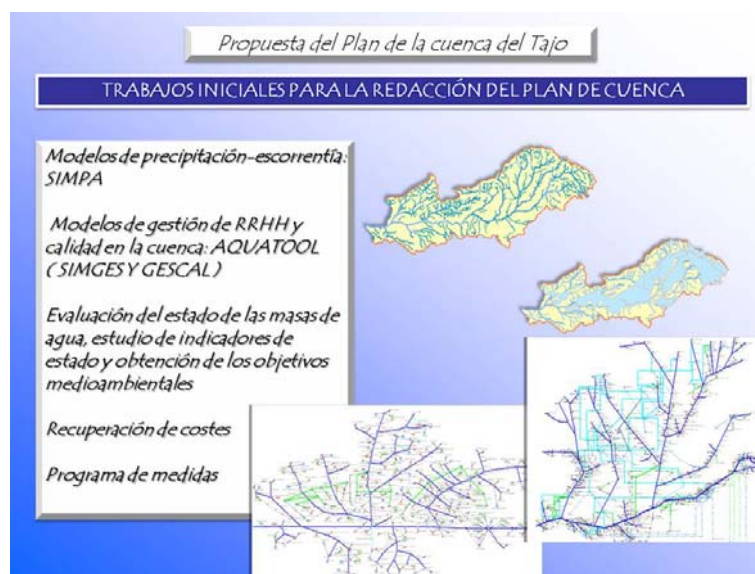 Propuesta del Plan de la cuenca del Tajo
TRABAJOS INICIALES PARA LA REDACCIÓN DEL PLAN DE CUENCA
Modelos de precipitación-escorrentía:
SIMPA
Modelos de gestión de RRHH y
calidad en la cuenca: AQUATOOL
( SIMGES Y GESCAL )
Evaluación del estado de las masas de
agua, estudio de indicadores de
estado y obtención de los objetivos
medioambientales
Recuperación de costes
Programa de medidas